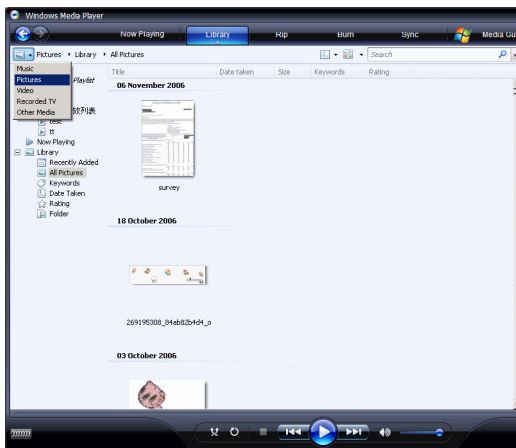 Windows Media Player
Now Playing Library Rip Burn Sync Media Gu
Pictures Library All Pictures Search
Music
Pictures
Video
Recorded TV
Other Media
Playlist
列表
test
tt
Now Playing
Library
Recently Added
All Pictures
Keywords
Date Taken
Rating
Folder
Title Date taken Size Keywords Rating
06 November 2006
survey
18 October 2006
269195308_84ab82b4d4_o
03 October 2006